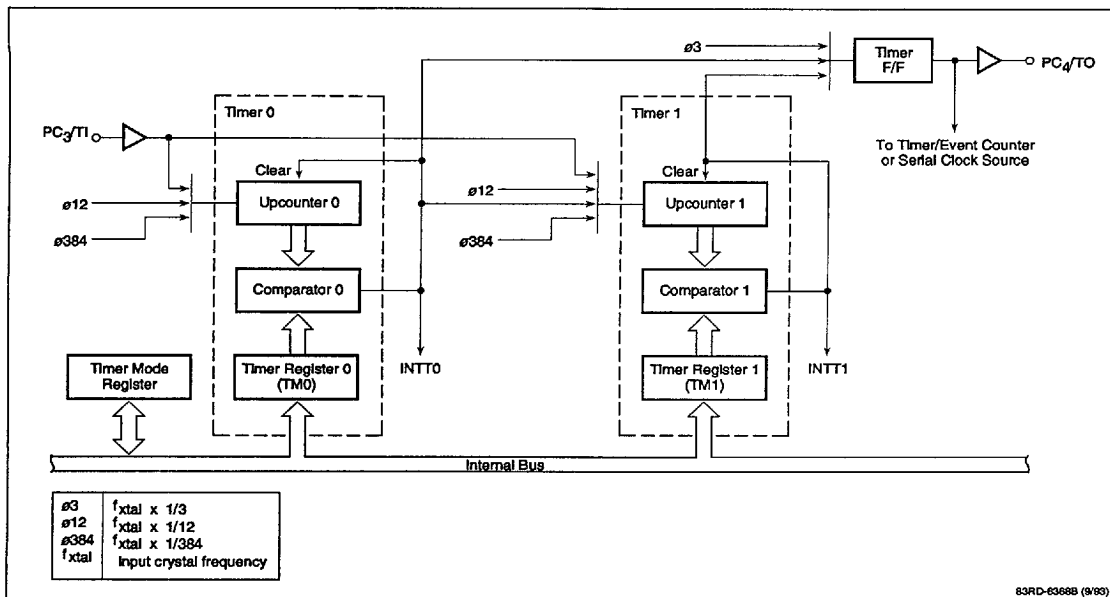 ø3
Timer
F/F
PC4/TO
To Timer/Event Counter
or Serial Clock Source
Timer 0
Timer 1
PC3/TI
Clear
Clear
ø12
Upcounter 0
ø12
Upcounter 1
ø384
ø384
Comparator 0
Comparator 1
Timer Mode
Register
Timer Register 0
(TM0)
INTT0
Timer Register 1
(TM1)
INTT1
Internal Bus
ø3 fxtal x 1/3
ø12 fxtal x 1/12
ø384 fxtal x 1/384
fxtal Input crystal frequency
83RD-6368B (9/93)